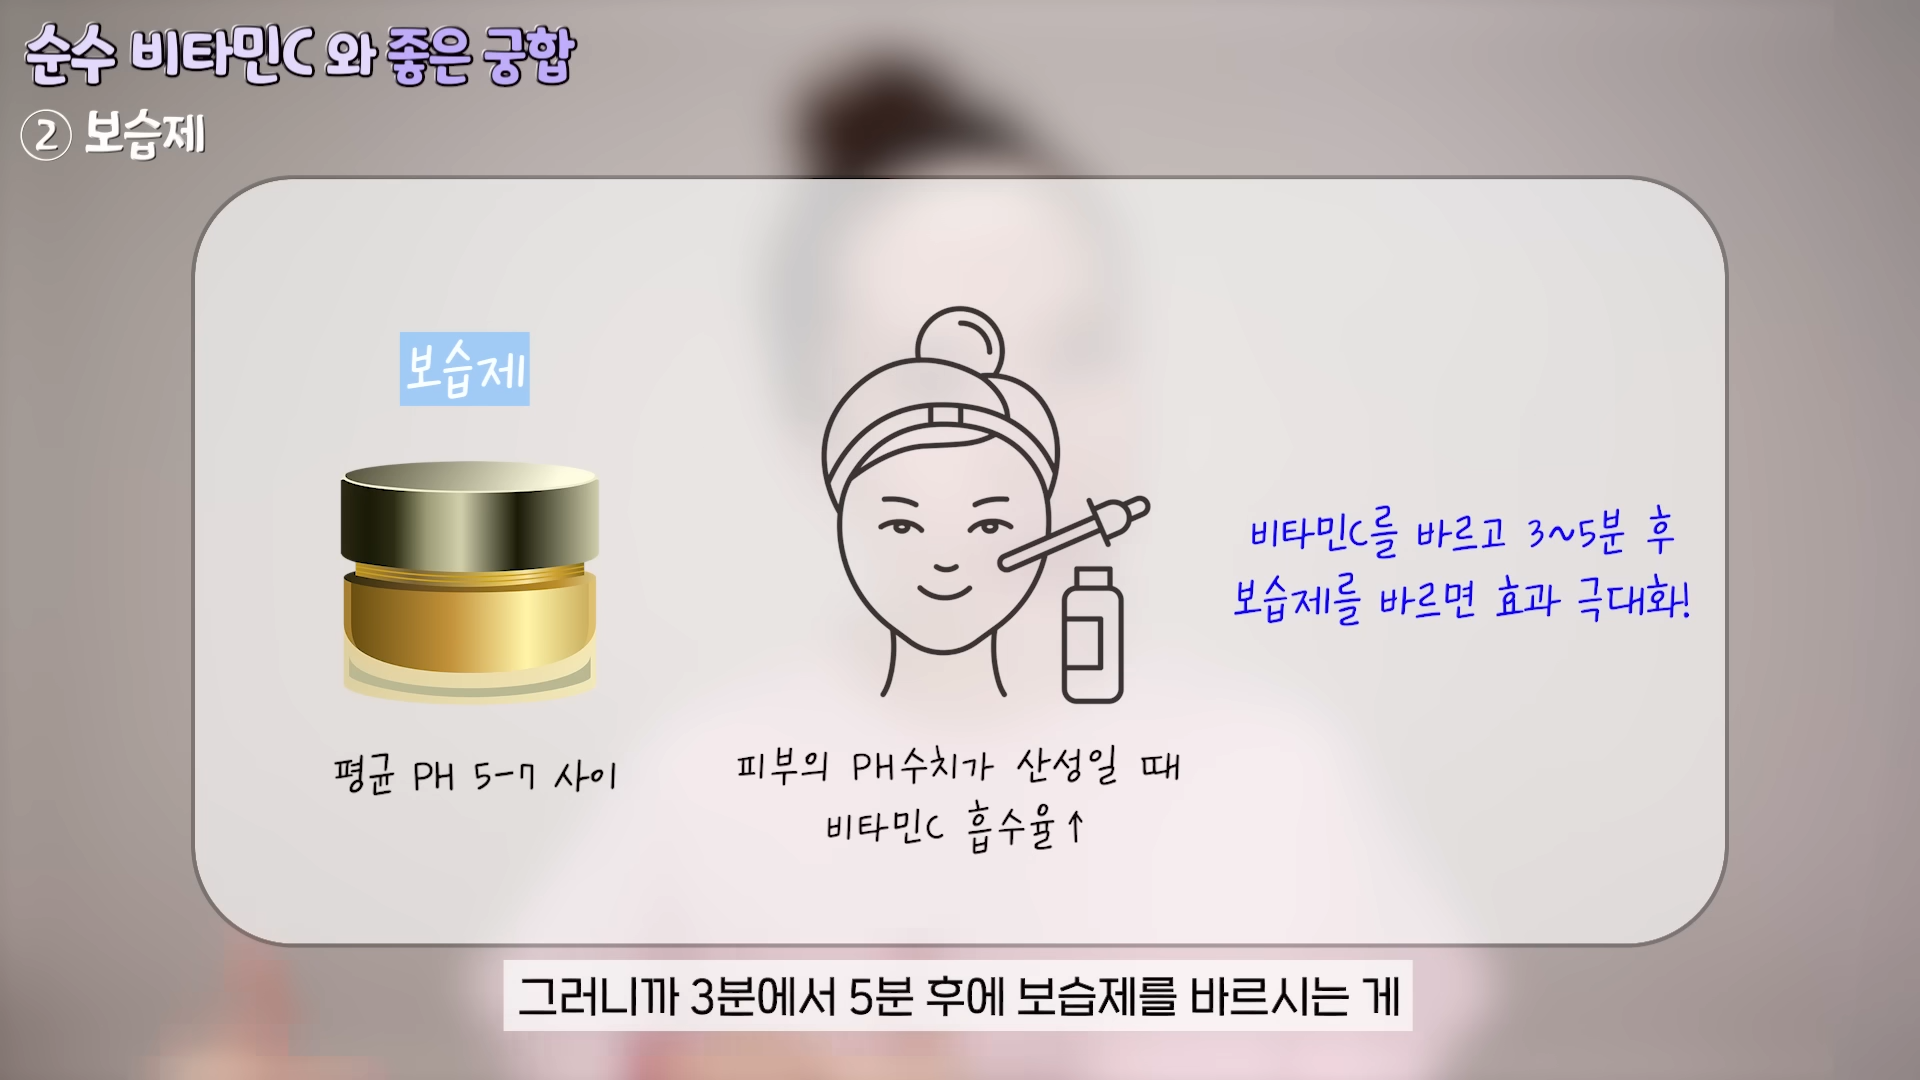 순수 비타민C 와 좋은 궁합
② 보습제
보습제
평균 PH 5-7 사이
피부의 PH수치가 산성일 때
비타민C 흡수율↑
비타민C를 바르고 3~5분 후
보습제를 바르면 효과 극대화!
그러니까 3분에서 5분 후에 보습제를 바르시는 게